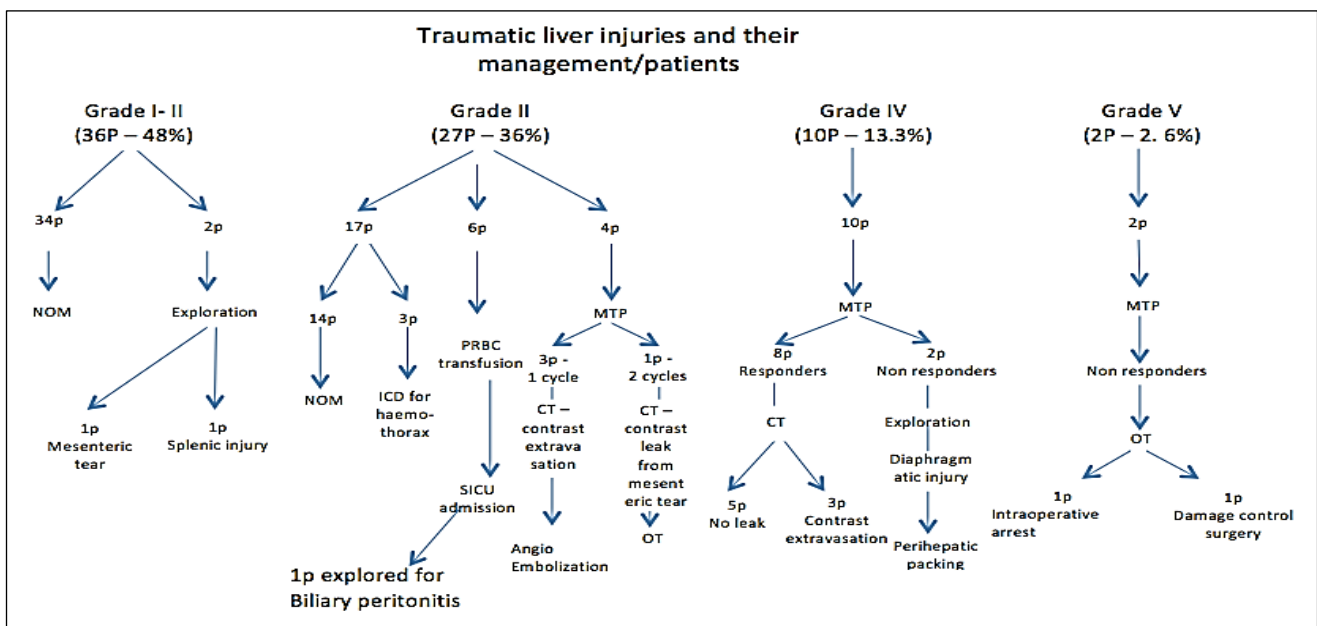 Traumatic liver injuries and their
management/patients
Grade I- II
(36P – 48%)
34p
NOM
2p
Exploration
1p
Mesenteric
tear
1p
Splenic injury
Grade II
(27P – 36%)
17p
14p
NOM
3p
ICD for
haemo-
thorax
6p
PRBC
transfusion
SICU
admission
1p explored for
Biliary peritonitis
4p
MTP
3p -
1 cycle
CT –
contrast
extrava
sation
Angio
Embolization
1p -
2 cycles
CT –
contrast
leak
from
mesent
eric tear
OT
Grade IV
(10P – 13.3%)
10p
MTP
8p
Responders
CT
5p
No leak
3p
Contrast
extravasation
2p
Non responders
Exploration
Diaphragm
atic injury
Perihepatic
packing
Grade V
(2P – 2. 6%)
2p
MTP
Non responders
OT
1p
Intraoperative
arrest
1p
Damage control
surgery